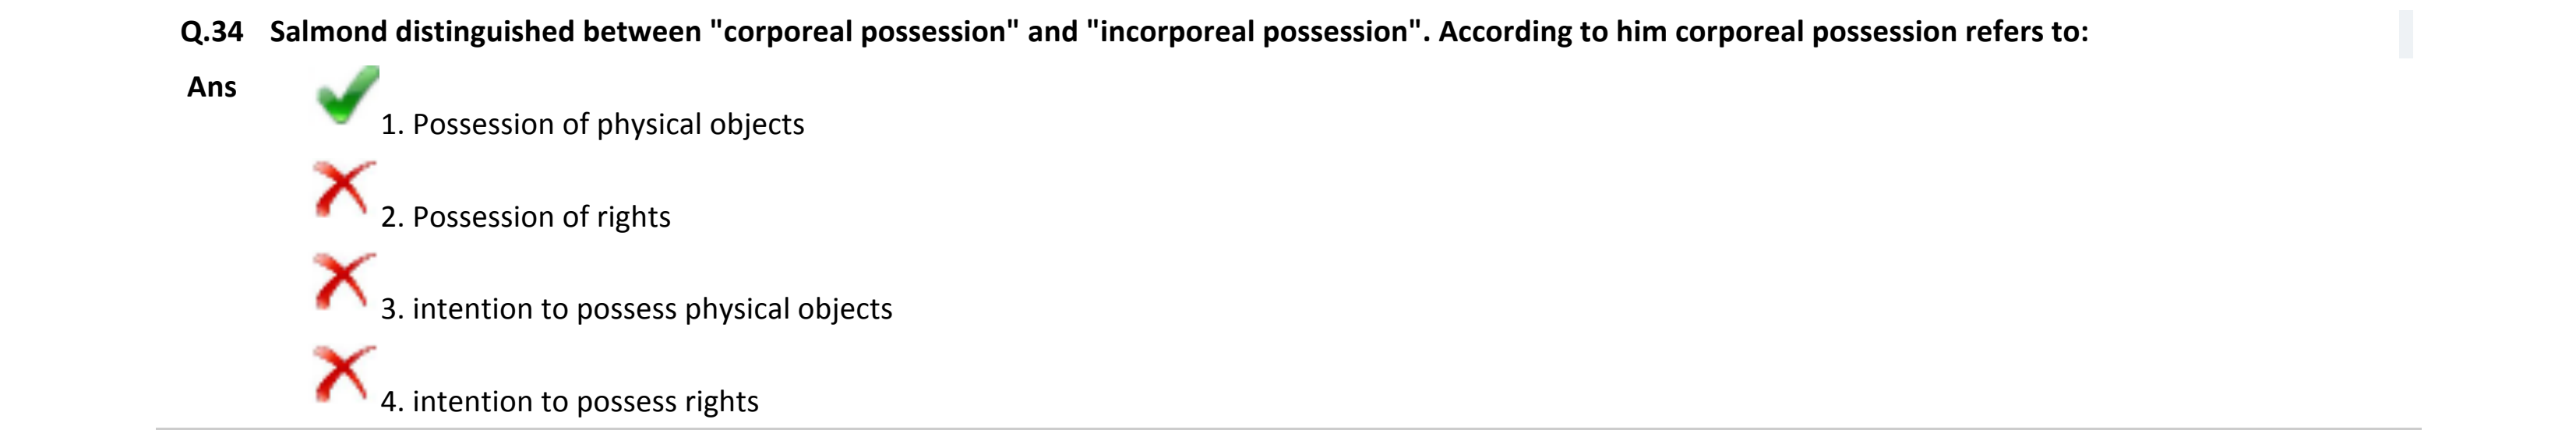 Q.34 Salmond distinguished between "corporeal possession" and "incorporeal possession". According to him corporeal possession refers to:
Ans
1. Possession of physical objects
2. Possession of rights
3. intention to possess physical objects
4. intention to possess rights